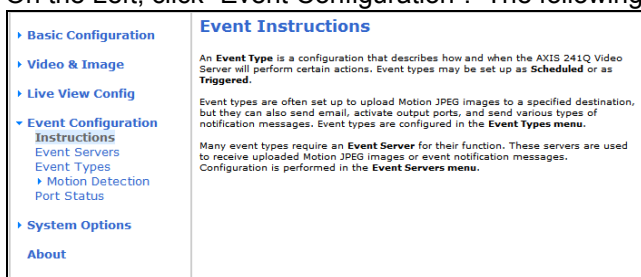 On the Left, click "Event Configuration". The following
Basic Configuration
Video & Image
Live View Config
Event Configuration
Instructions
Event Servers
Event Types
Motion Detection
Port Status
System Options
About
Event Instructions
An Event Type is a configuration that describes how and when the AXIS 241Q Video
Server will perform certain actions. Event types may be set up as Scheduled or as
Triggered.
Event types are often set up to upload Motion JPEG images to a specified destination,
but they can also send email, activate output ports, and send various types of
notification messages. Event types are configured in the Event Types menu.
Many event types require an Event Server for their function. These servers are used
to receive uploaded Motion JPEG images or event notification messages.
Configuration is performed in the Event Servers menu.